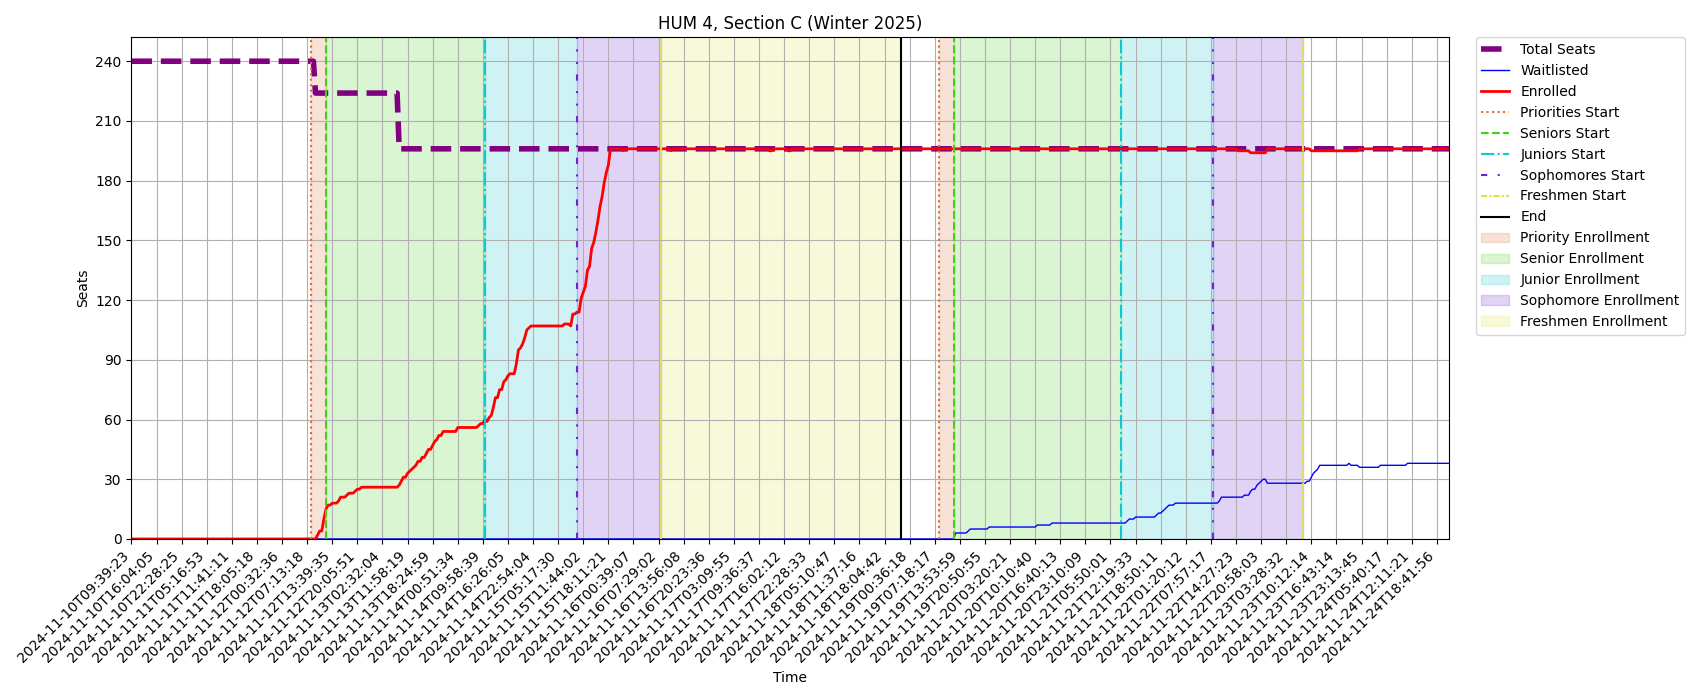 HUM 4, Section C (Winter 2025)
Seats
240
210
180
150
120
90
60
30
0
2024-11-10T09:39:23
2024-11-10T16:04:05
2024-11-10T22:28:25
2024-11-11T05:16:53
2024-11-11T11:41:11
2024-11-11T18:05:18
2024-11-12T00:32:36
2024-11-12T07:13:18
2024-11-12T13:39:35
2024-11-12T20:05:51
2024-11-13T02:32:04
2024-11-13T11:58:19
2024-11-13T18:24:59
2024-11-14T00:51:34
2024-11-14T09:58:39
2024-11-14T16:26:05
2024-11-14T22:54:04
2024-11-15T05:17:30
2024-11-15T11:44:02
2024-11-15T18:11:21
2024-11-16T00:39:07
2024-11-16T07:29:02
2024-11-16T13:56:08
2024-11-16T20:23:36
2024-11-17T03:09:55
2024-11-17T09:36:37
2024-11-17T16:02:12
2024-11-17T22:28:33
2024-11-18T05:10:47
2024-11-18T11:37:16
2024-11-18T18:04:42
2024-11-19T00:36:18
2024-11-19T07:18:17
2024-11-19T13:53:59
2024-11-19T20:50:55
2024-11-20T03:20:21
2024-11-20T10:10:40
2024-11-20T16:40:13
2024-11-20T23:10:09
2024-11-21T05:50:01
2024-11-21T12:19:33
2024-11-21T18:50:11
2024-11-22T01:20:12
2024-11-22T07:57:17
2024-11-22T14:27:23
2024-11-22T20:58:03
2024-11-23T03:28:32
2024-11-23T10:12:14
2024-11-23T16:43:14
2024-11-23T23:13:45
2024-11-24T05:40:17
2024-11-24T12:11:21
2024-11-24T18:41:56
Time
Total Seats
Waitlisted
Enrolled
Priorities Start
Seniors Start
Juniors Start
Sophomores Start
Freshmen Start
End
Priority Enrollment
Senior Enrollment
Junior Enrollment
Sophomore Enrollment
Freshmen Enrollment